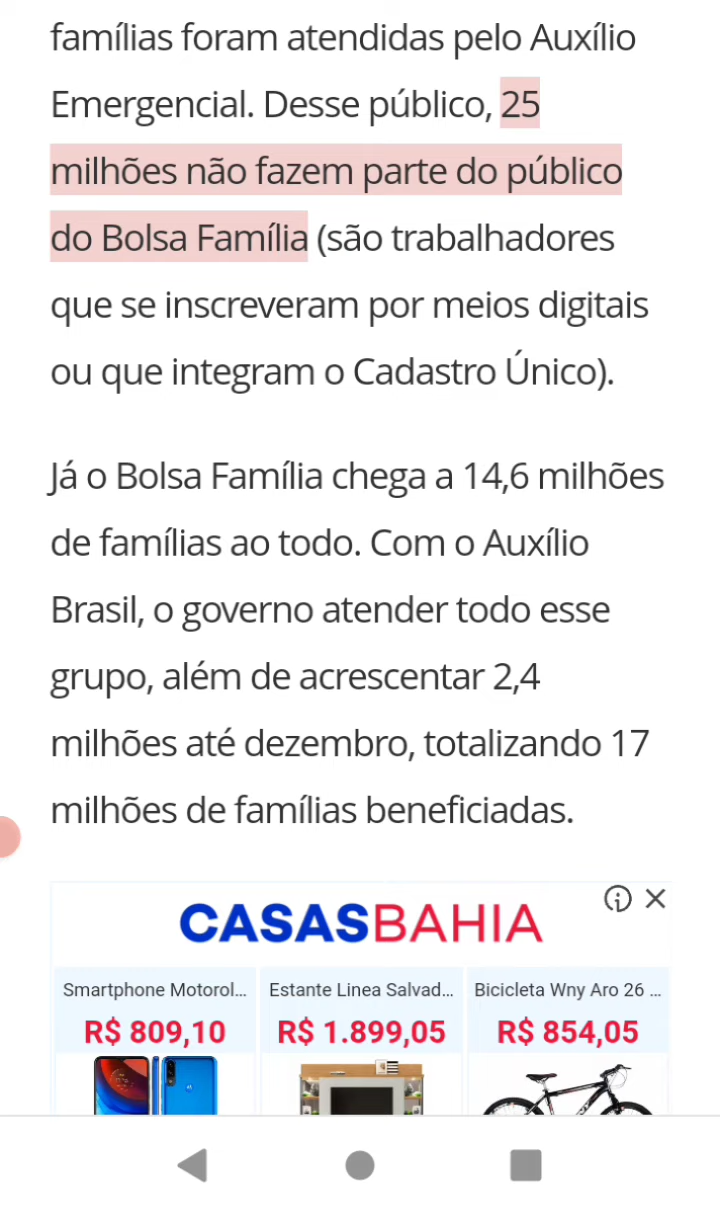 famílias foram atendidas pelo Auxílio
Emergencial. Desse público, 25
milhões não fazem parte do público
do Bolsa Família (são trabalhadores
que se inscreveram por meios digitais
ou que integram o Cadastro Único).
Já o Bolsa Família chega a 14,6 milhões
de famílias ao todo. Com o Auxílio
Brasil, o governo atender todo esse
grupo, além de acrescentar 2,4
milhões até dezembro, totalizando 17
milhões de famílias beneficiadas.
CASASBAHIA
Smartphone Motorol... Estante Linea Salvad... Bicicleta Wny Aro 26 ...
R$ 809,10 R$ 1.899,05 R$ 854,05